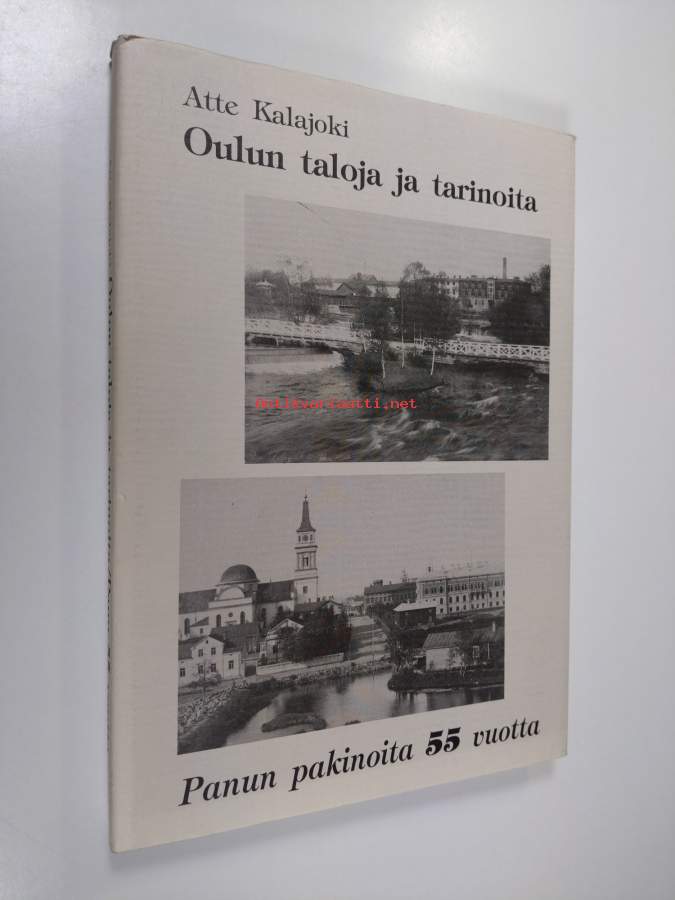 Atte Kalajoki
Oulun taloja ja tarinoita
antikvariaatti.net
Panun pakinoita 55 vuotta